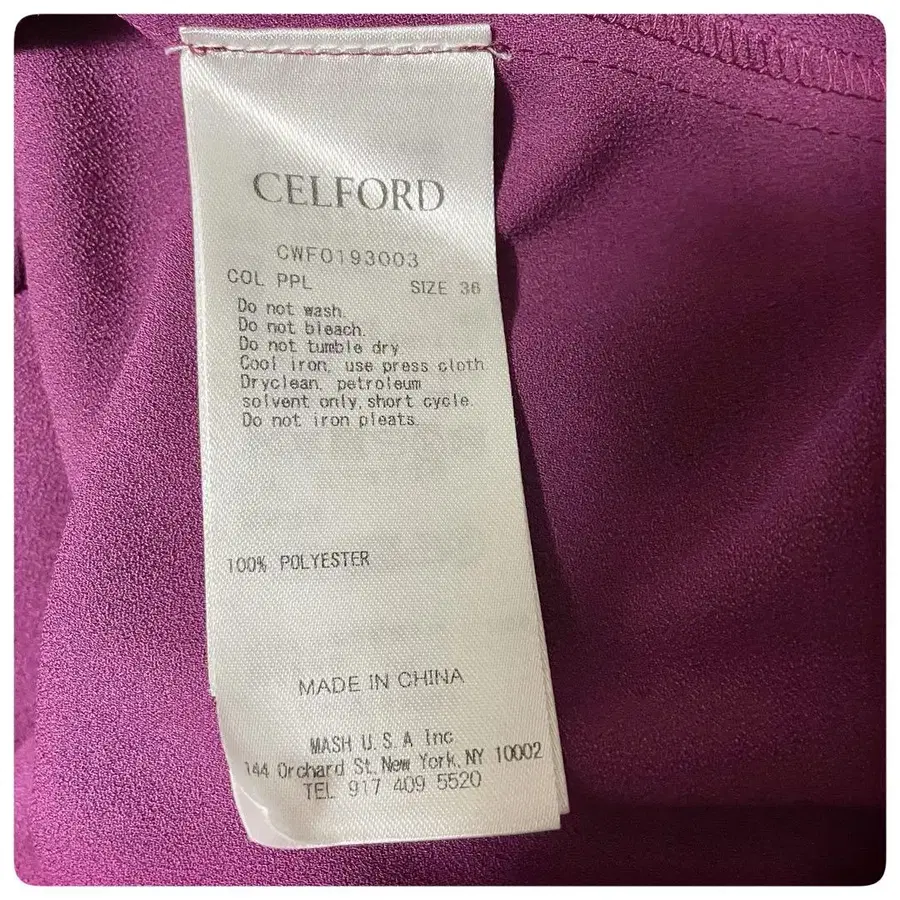 CELFORD
CWFO193003
COL PPL SIZE 36
Do not wash.
Do not bleach.
Do not tumble dry
Cool iron, use press cloth.
Dryclean, petroleum
solvent only, short cycle.
Do not iron pleats.
100% POLYESTER
MADE IN CHINA
MASH U.S.A Inc
144 Orchard St, New York, NY 10002
TEL 917 409 5520